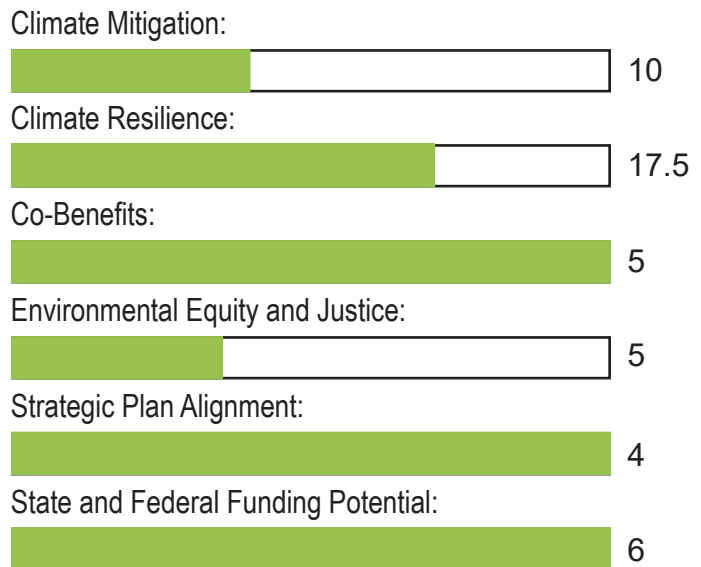 Climate Mitigation:
10
Climate Resilience:
17.5
Co-Benefits:
5
Environmental Equity and Justice:
5
Strategic Plan Alignment:
4
State and Federal Funding Potential:
6